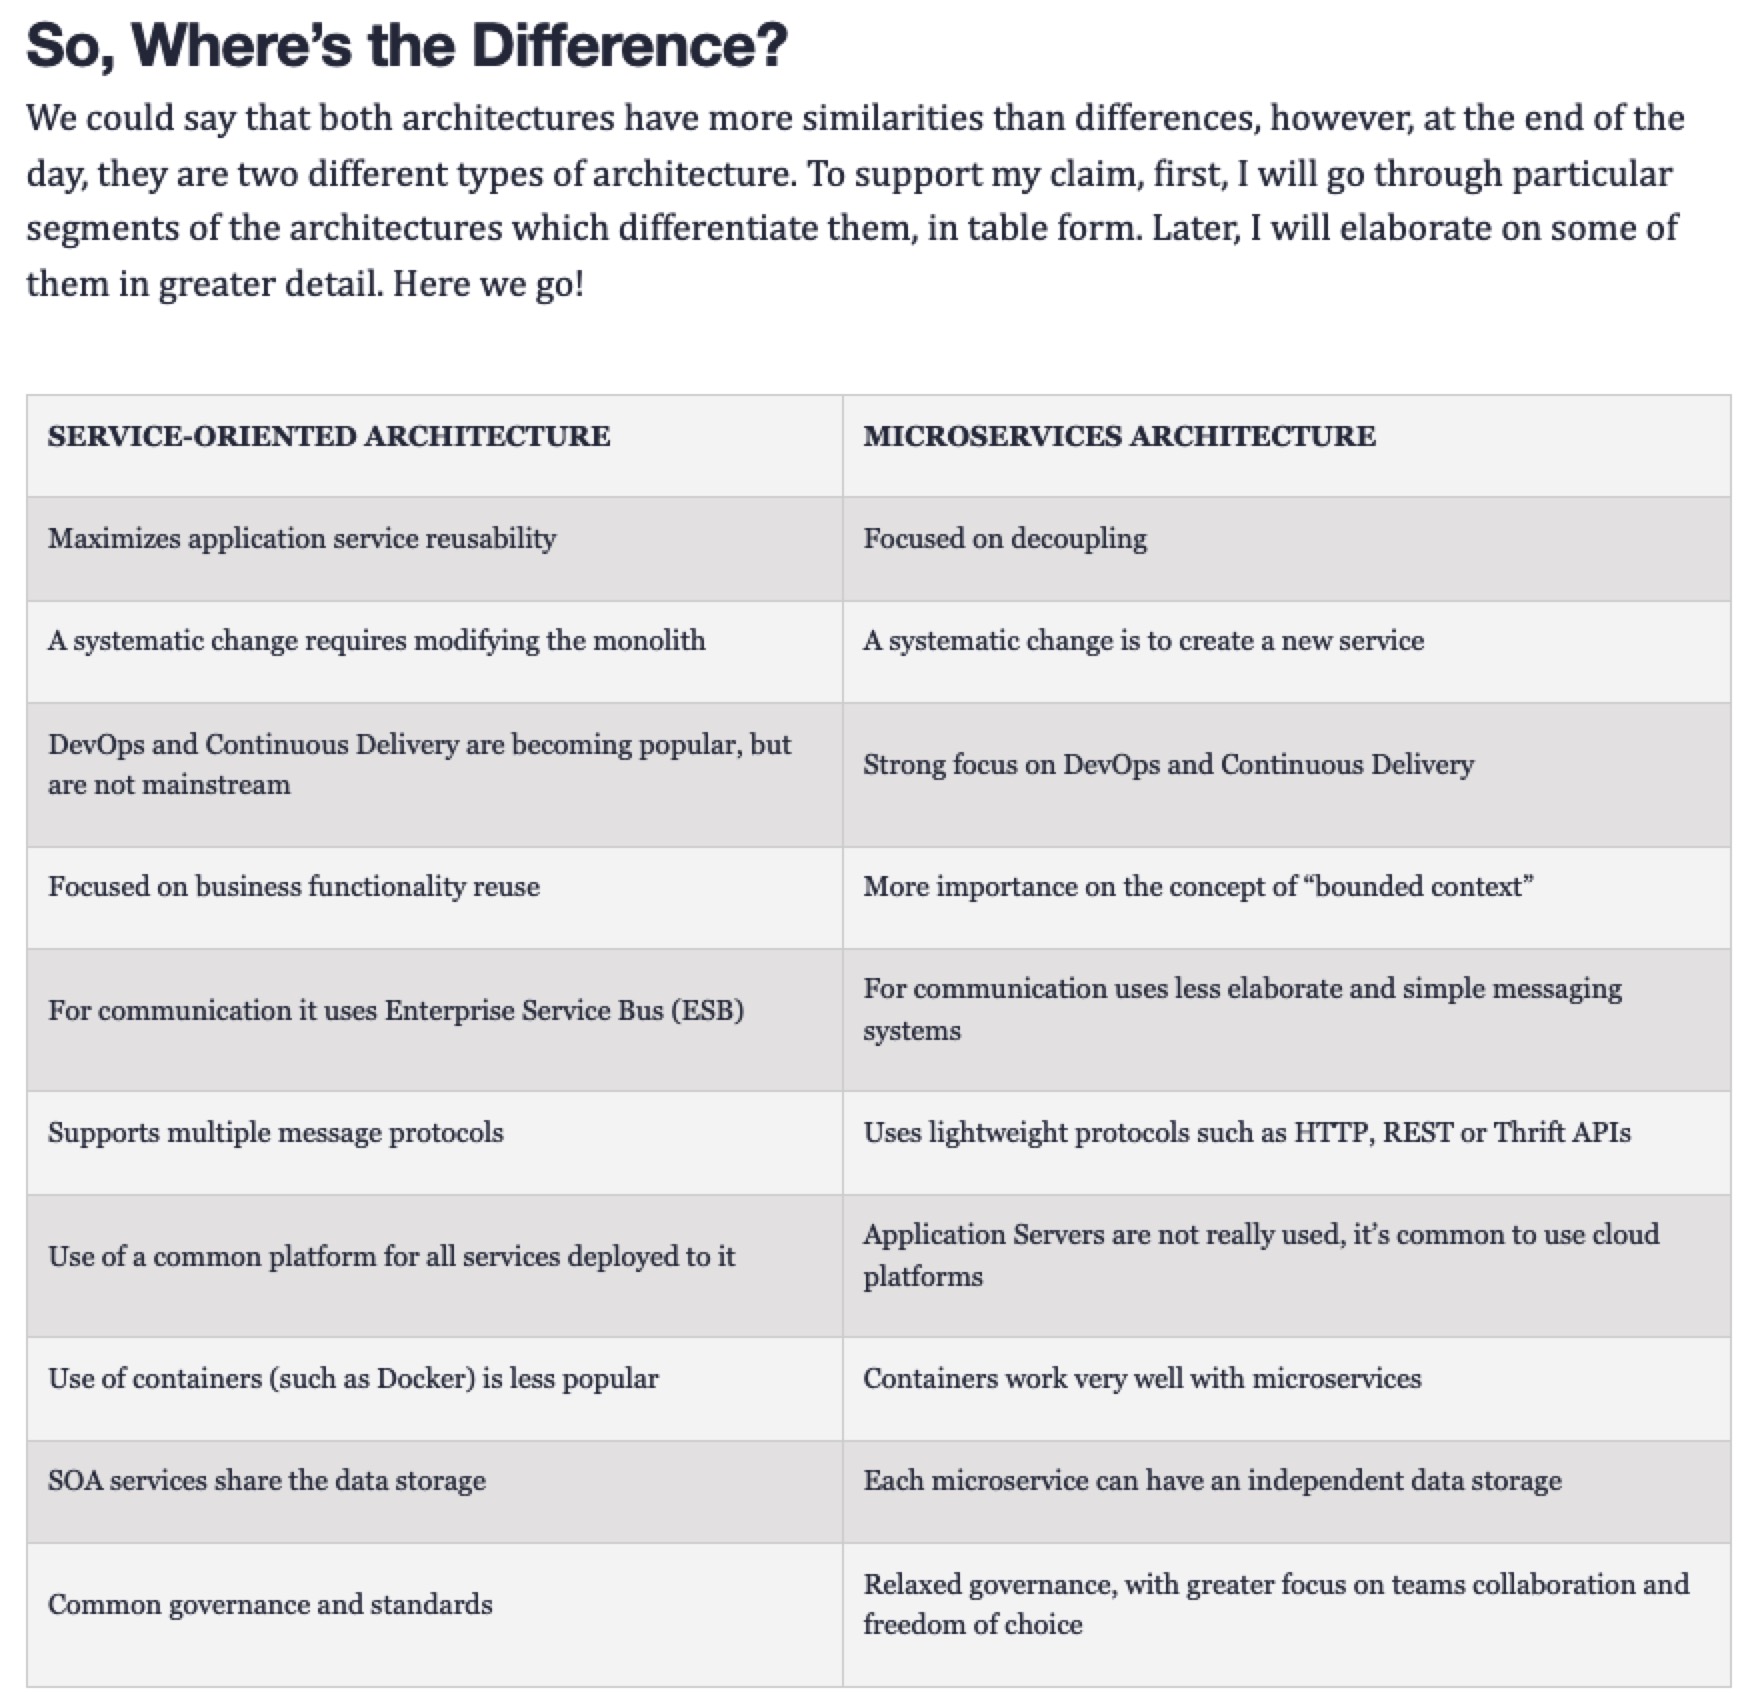 So, Where’s the Difference?
We could say that both architectures have more similarities than differences, however, at the end of the
day, they are two different types of architecture. To support my claim, first, I will go through particular
segments of the architectures which differentiate them, in table form. Later, I will elaborate on some of
them in greater detail. Here we go!
SERVICE-ORIENTED ARCHITECTURE
MICROSERVICES ARCHITECTURE
Maximizes application service reusability
Focused on decoupling
A systematic change requires modifying the monolith
A systematic change is to create a new service
DevOps and Continuous Delivery are becoming popular, but
are not mainstream
Strong focus on DevOps and Continuous Delivery
Focused on business functionality reuse
More importance on the concept of “bounded context”
For communication it uses Enterprise Service Bus (ESB)
For communication uses less elaborate and simple messaging
systems
Supports multiple message protocols
Uses lightweight protocols such as HTTP, REST or Thrift APIs
Use of a common platform for all services deployed to it
Application Servers are not really used, it’s common to use cloud
platforms
Use of containers (such as Docker) is less popular
Containers work very well with microservices
SOA services share the data storage
Each microservice can have an independent data storage
Common governance and standards
Relaxed governance, with greater focus on teams collaboration and
freedom of choice